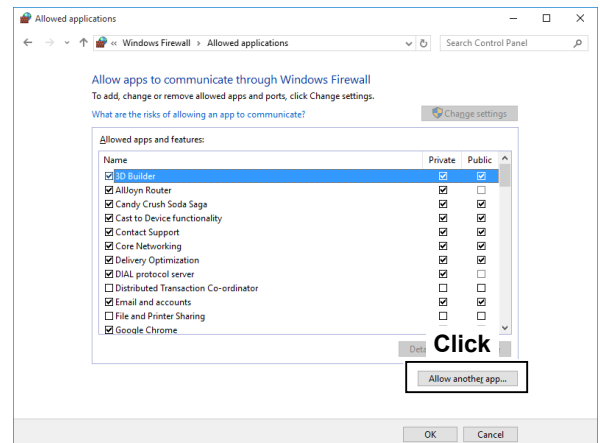 Allowed applications
« Windows Firewall › Allowed applications
Search Control Panel
Allow apps to communicate through Windows Firewall
To add, change or remove allowed apps and ports, click Change settings.
What are the risks of allowing an app to communicate?
Change settings
Allowed apps and features:
Name Private Public
3D Builder
AllJoyn Router
Candy Crush Soda Saga
Cast to Device functionality
Contact Support
Core Networking
Delivery Optimization
DIAL protocol server
Distributed Transaction Co-ordinator
Email and accounts
File and Printer Sharing
Google Chrome
Click
Allow another app...
OK Cancel